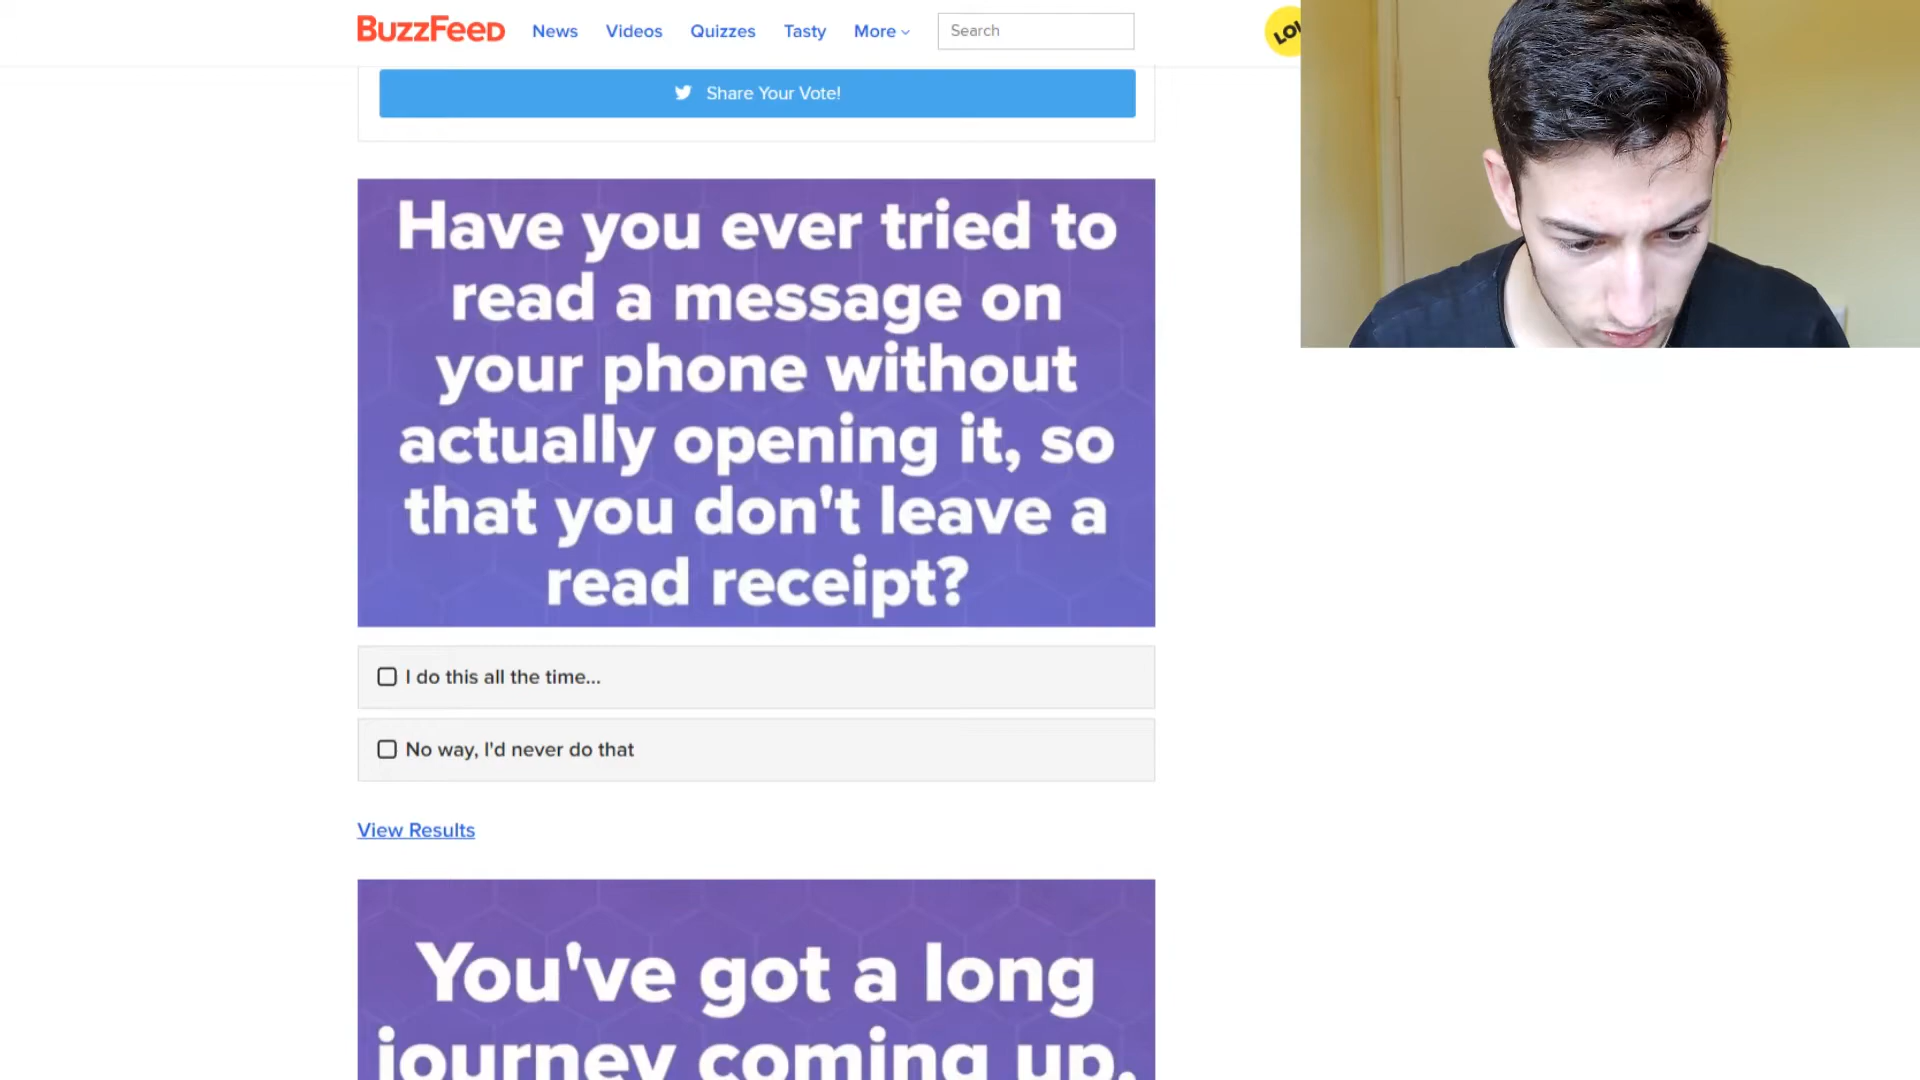 BuzzFeed News Videos Quizzes Tasty More Search
Share Your Vote!
Have you ever tried to
read a message on
your phone without
actually opening it, so
that you don't leave a
read receipt?
I do this all the time...
No way, I'd never do that
View Results
You've got a long
journey coming up.